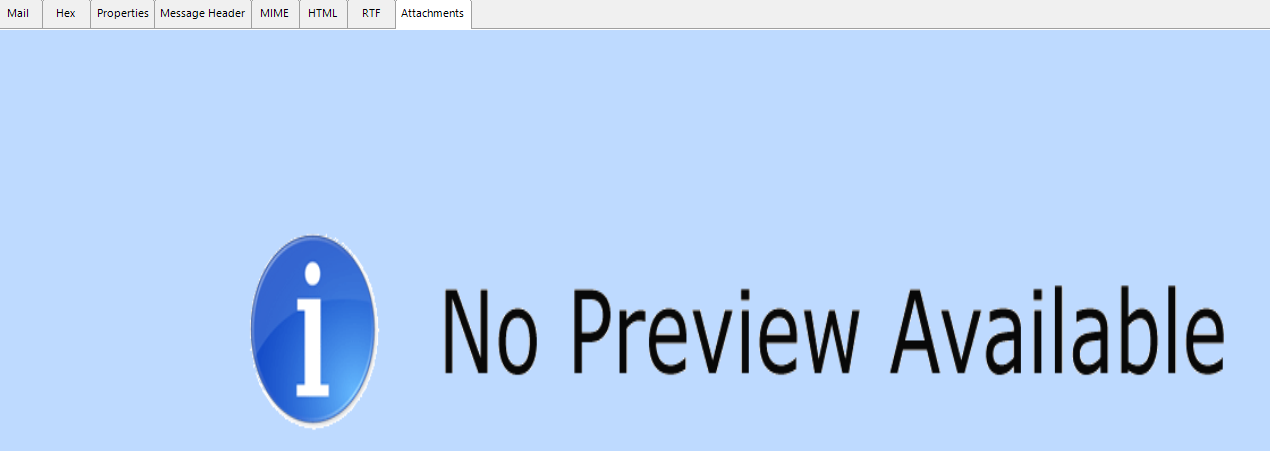 Mail Hex Properties Message Header MIME HTML RTF Attachments
i No Preview Available